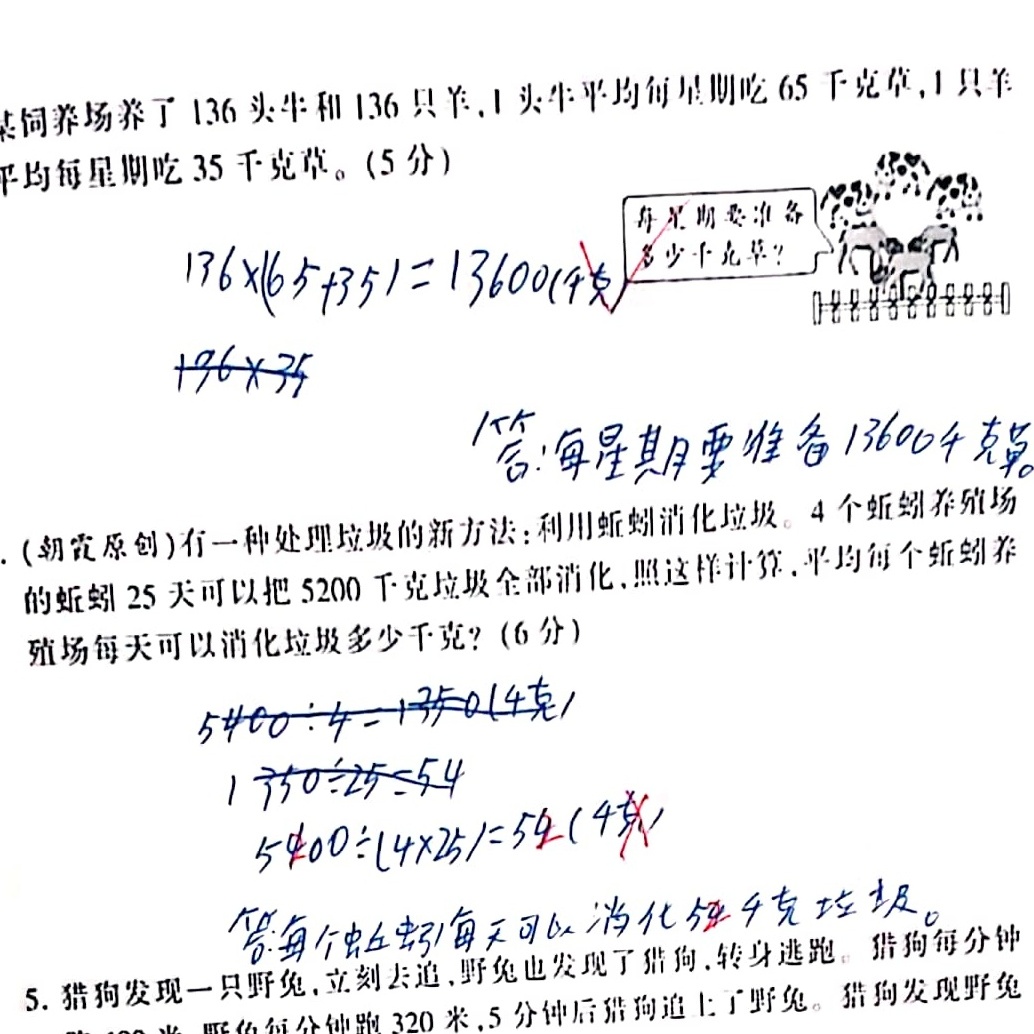 某饲养场养了 136 头牛和 136 只羊,1 头牛平均每星期吃 65 千克草,1 只羊
平均每星期吃 35 千克草。(5 分)
每星期要准备
多少千克草?
136×(65+35)=13600(千克)
136×35
答:每星期要准备13600千克草。
.(朝霞原创)有一种处理垃圾的新方法:利用蚯蚓消化垃圾。4 个蚯蚓养殖场
的蚯蚓 25 天可以把 5200 千克垃圾全部消化,照这样计算,平均每个蚯蚓养
殖场每天可以消化垃圾多少千克?(6 分)
5400÷4=1350(千克)
1350÷25=54
5400÷(4×25)=54(千克)
答:每个蚯蚓每天可以消化54千克垃圾。
5. 猎狗发现一只野兔,立刻去追,野兔也发现了猎狗,转身逃跑。猎狗每分钟
米,野兔每分钟跑 320 米,5 分钟后猎狗追上了野兔。猎狗发现野兔